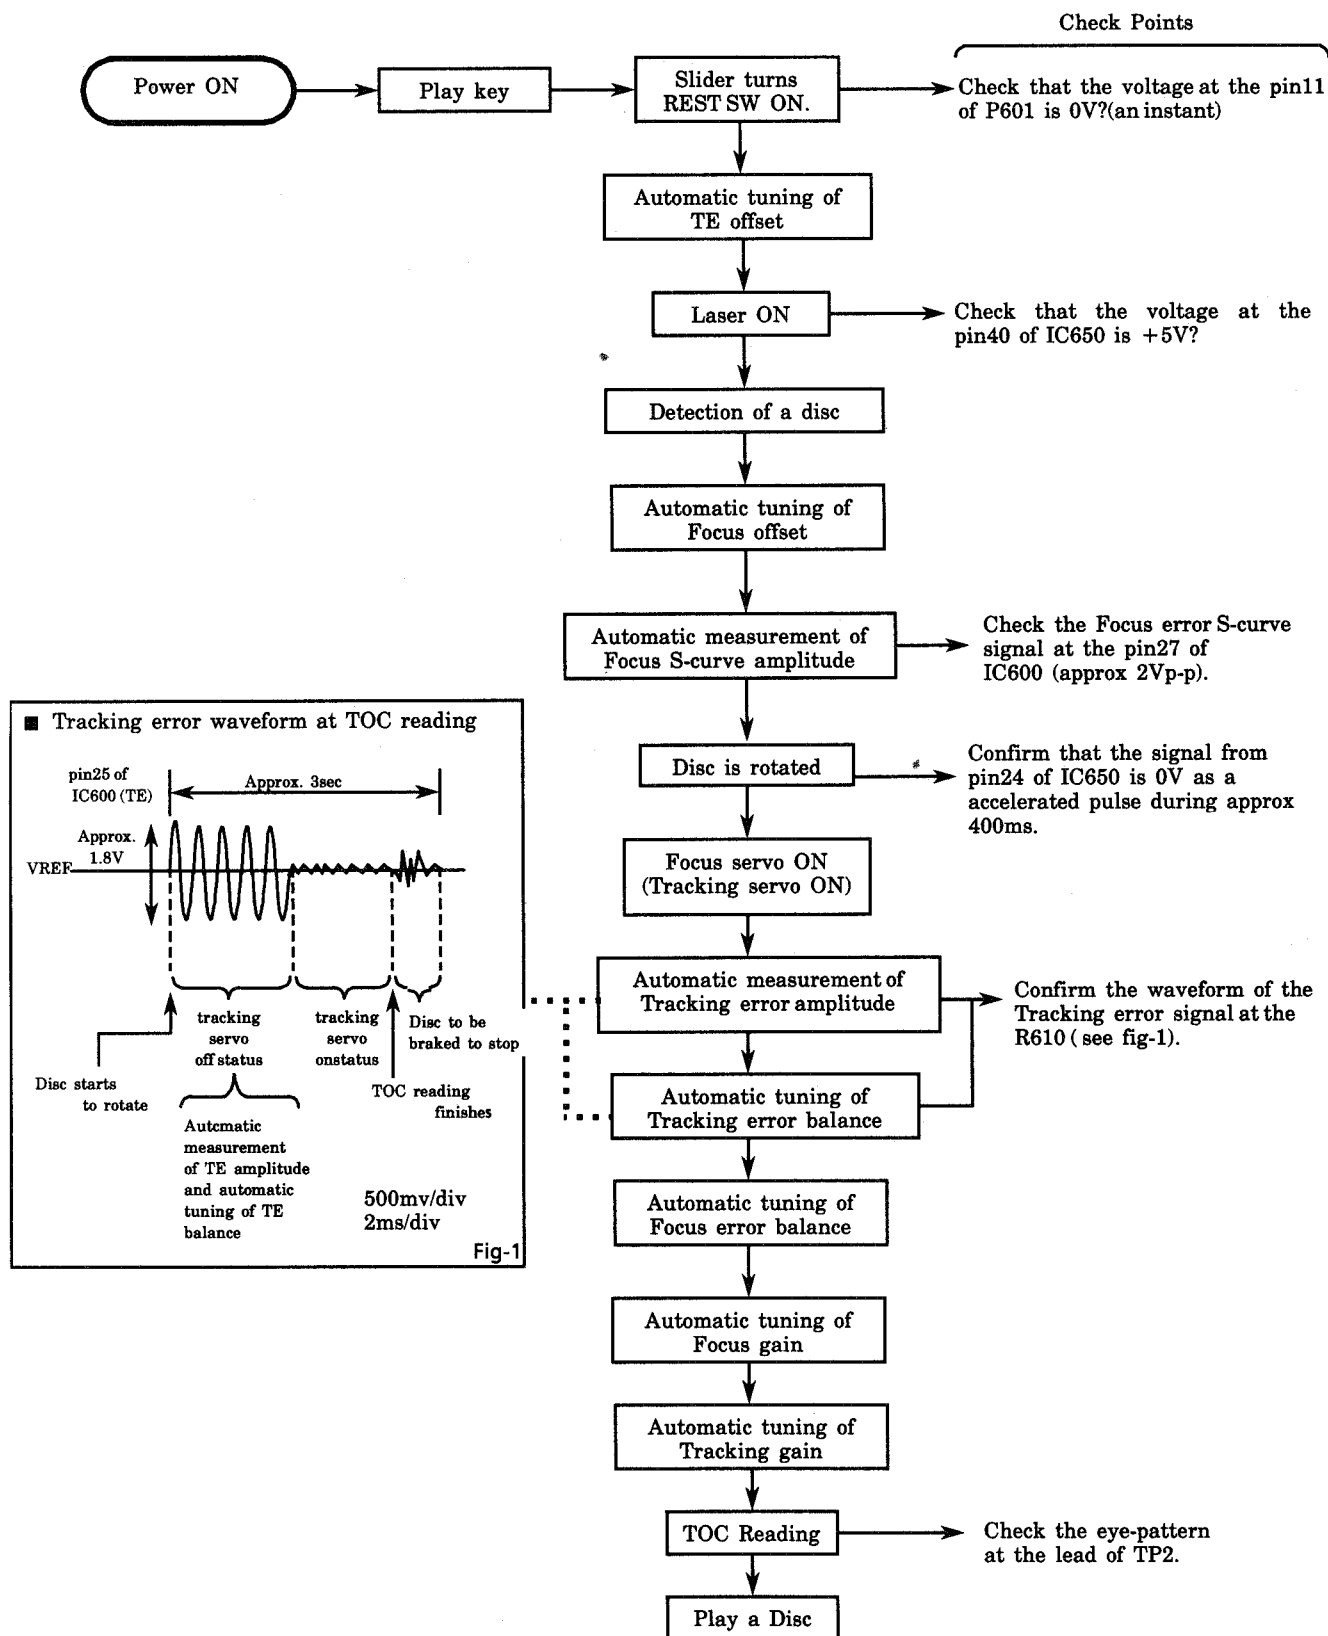 Check Points
Power ON
Play key
Slider turns
REST SW ON.
Check that the voltage at the pin11
of P601 is 0V?(an instant)
Automatic tuning of
TE offset
Laser ON
Check that the voltage at the
pin40 of IC650 is +5V?
Detection of a disc
Automatic tuning of
Focus offset
Automatic measurement of
Focus S-curve amplitude
Check the Focus error S-curve
signal at the pin27 of
IC600 (approx 2Vp-p).
Disc is rotated
Confirm that the signal from
pin24 of IC650 is 0V as a
accelerated pulse during approx
400ms.
Focus servo ON
(Tracking servo ON)
Automatic measurement of
Tracking error amplitude
Confirm the waveform of the
Tracking error signal at the
R610 ( see fig-1).
Automatic tuning of
Tracking error balance
Automatic tuning of
Focus error balance
Automatic tuning of
Focus gain
Automatic tuning of
Tracking gain
TOC Reading
Check the eye-pattern
at the lead of TP2.
Play a Disc
■ Tracking error waveform at TOC reading
pin25 of
IC600 (TE)
Approx. 3sec
Approx.
1.8V
VREF
tracking
servo
off status
tracking
servo
onstatus
Disc to be
braked to stop
Disc starts
to rotate
TOC reading
finishes
Autcmatic
measurement
of TE amplitude
and automatic
tuning of TE
balance
500mv/div
2ms/div
Fig-1